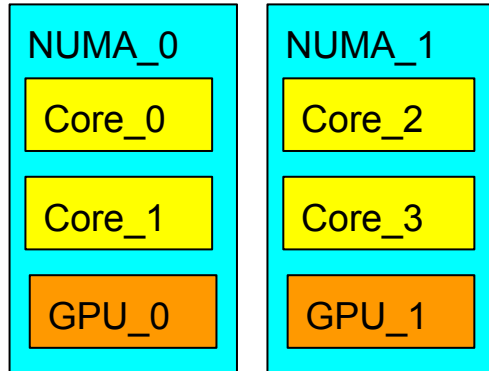 NUMA_0
Core_0
Core_1
GPU_0
NUMA_1
Core_2
Core_3
GPU_1